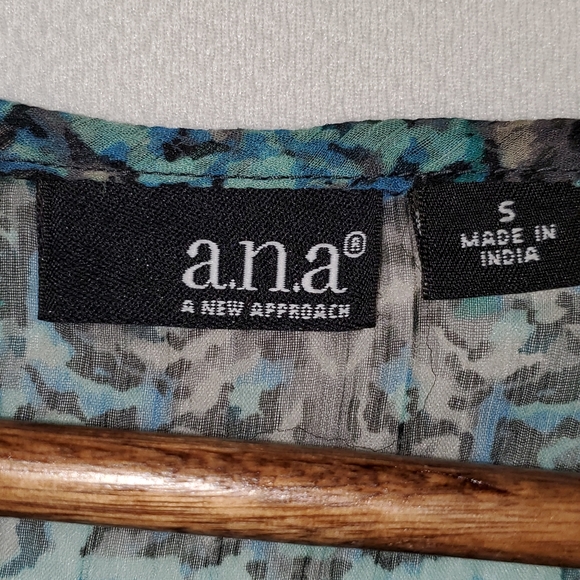 a.n.a®
A NEW APPROACH
S
MADE IN
INDIA